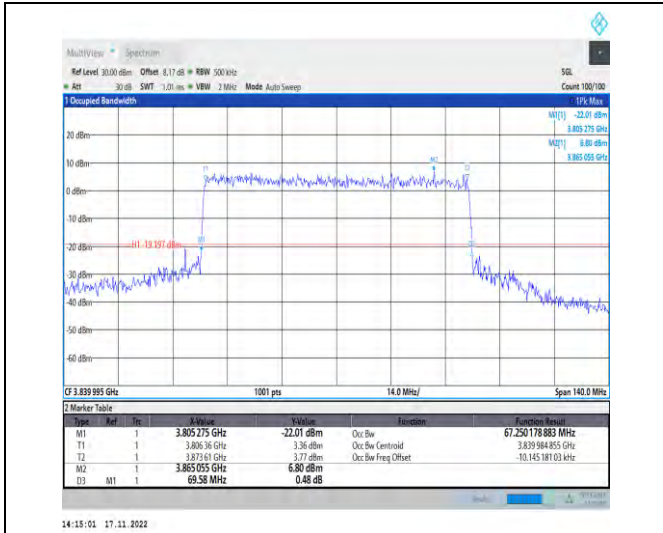 MultiView Spectrum
Ref Level 30.00 dBm Offset 8.17 dB RBW 500 kHz SGL
Att 30 dB SWT 1.01 ms VBW 2 MHz Mode Auto Sweep Count 100/100
1 Occupied Bandwidth 1Pk Max
M1[1] -22.01 dBm
3.805 275 GHz
M2[1] 6.80 dBm
3.865 055 GHz
20 dBm
10 dBm
M2
T1
T2
0 dBm
-10 dBm
-20 dBm
H1 -19.197 dBm
M1
D3
-30 dBm
-40 dBm
-50 dBm
-60 dBm
CF 3.839 995 GHz 1001 pts 14.0 MHz/ Span 140.0 MHz
2 Marker Table
Type Ref Trc X-Value Y-Value Function Function Result
M1 1 3.805 275 GHz -22.01 dBm Occ Bw 67.250 178 883 MHz
T1 1 3.806 36 GHz 3.36 dBm Occ Bw Centroid 3.839 984 855 GHz
T2 1 3.873 61 GHz 3.77 dBm Occ Bw Freq Offset -10.145 181 03 kHz
M2 1 3.865 055 GHz 6.80 dBm
D3 M1 1 69.58 MHz 0.48 dB
14:15:01 17.11.2022